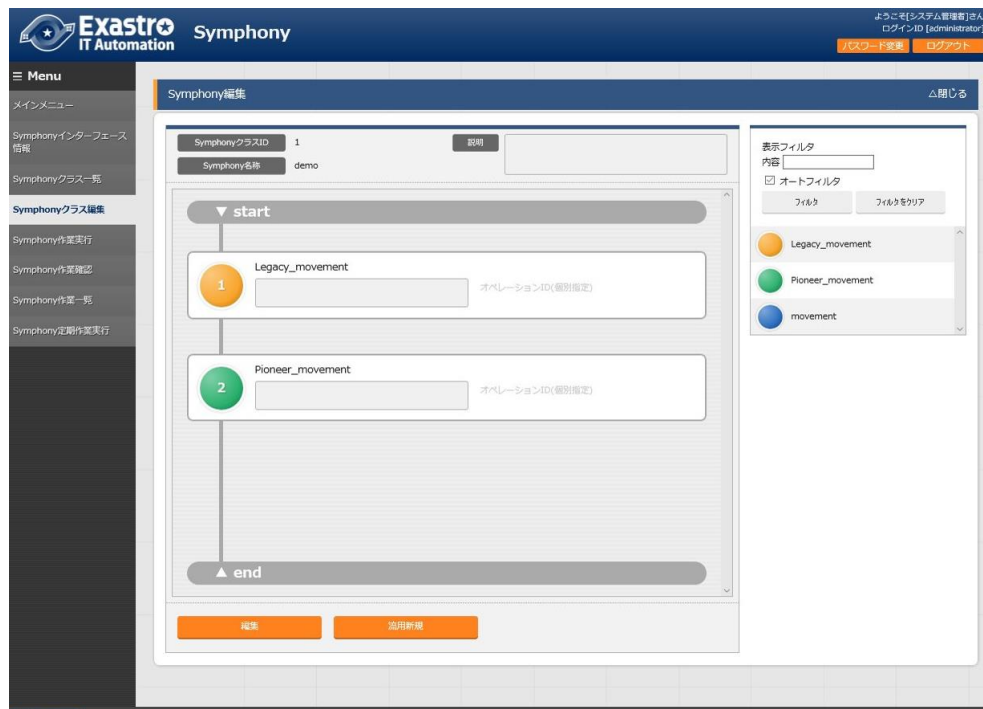 Exastro
IT Automation
Symphony
ようこそ[システム管理者]さん
ログインID [administrator]
パスワード変更
ログアウト
Menu
メインメニュー
Symphonyインターフェース
情報
Symphonyクラス一覧
Symphonyクラス編集
Symphony作業実行
Symphony作業確認
Symphony作業一覧
Symphony定期作業実行
Symphony編集
△閉じる
SymphonyクラスID
1
説明
Symphony名称
demo
▼ start
1
Legacy_movement
オペレーションID(個別指定)
2
Pioneer_movement
オペレーションID(個別指定)
▲ end
編集
流用新規
表示フィルタ
内容
オートフィルタ
フィルタ
フィルタをクリア
Legacy_movement
Pioneer_movement
movement